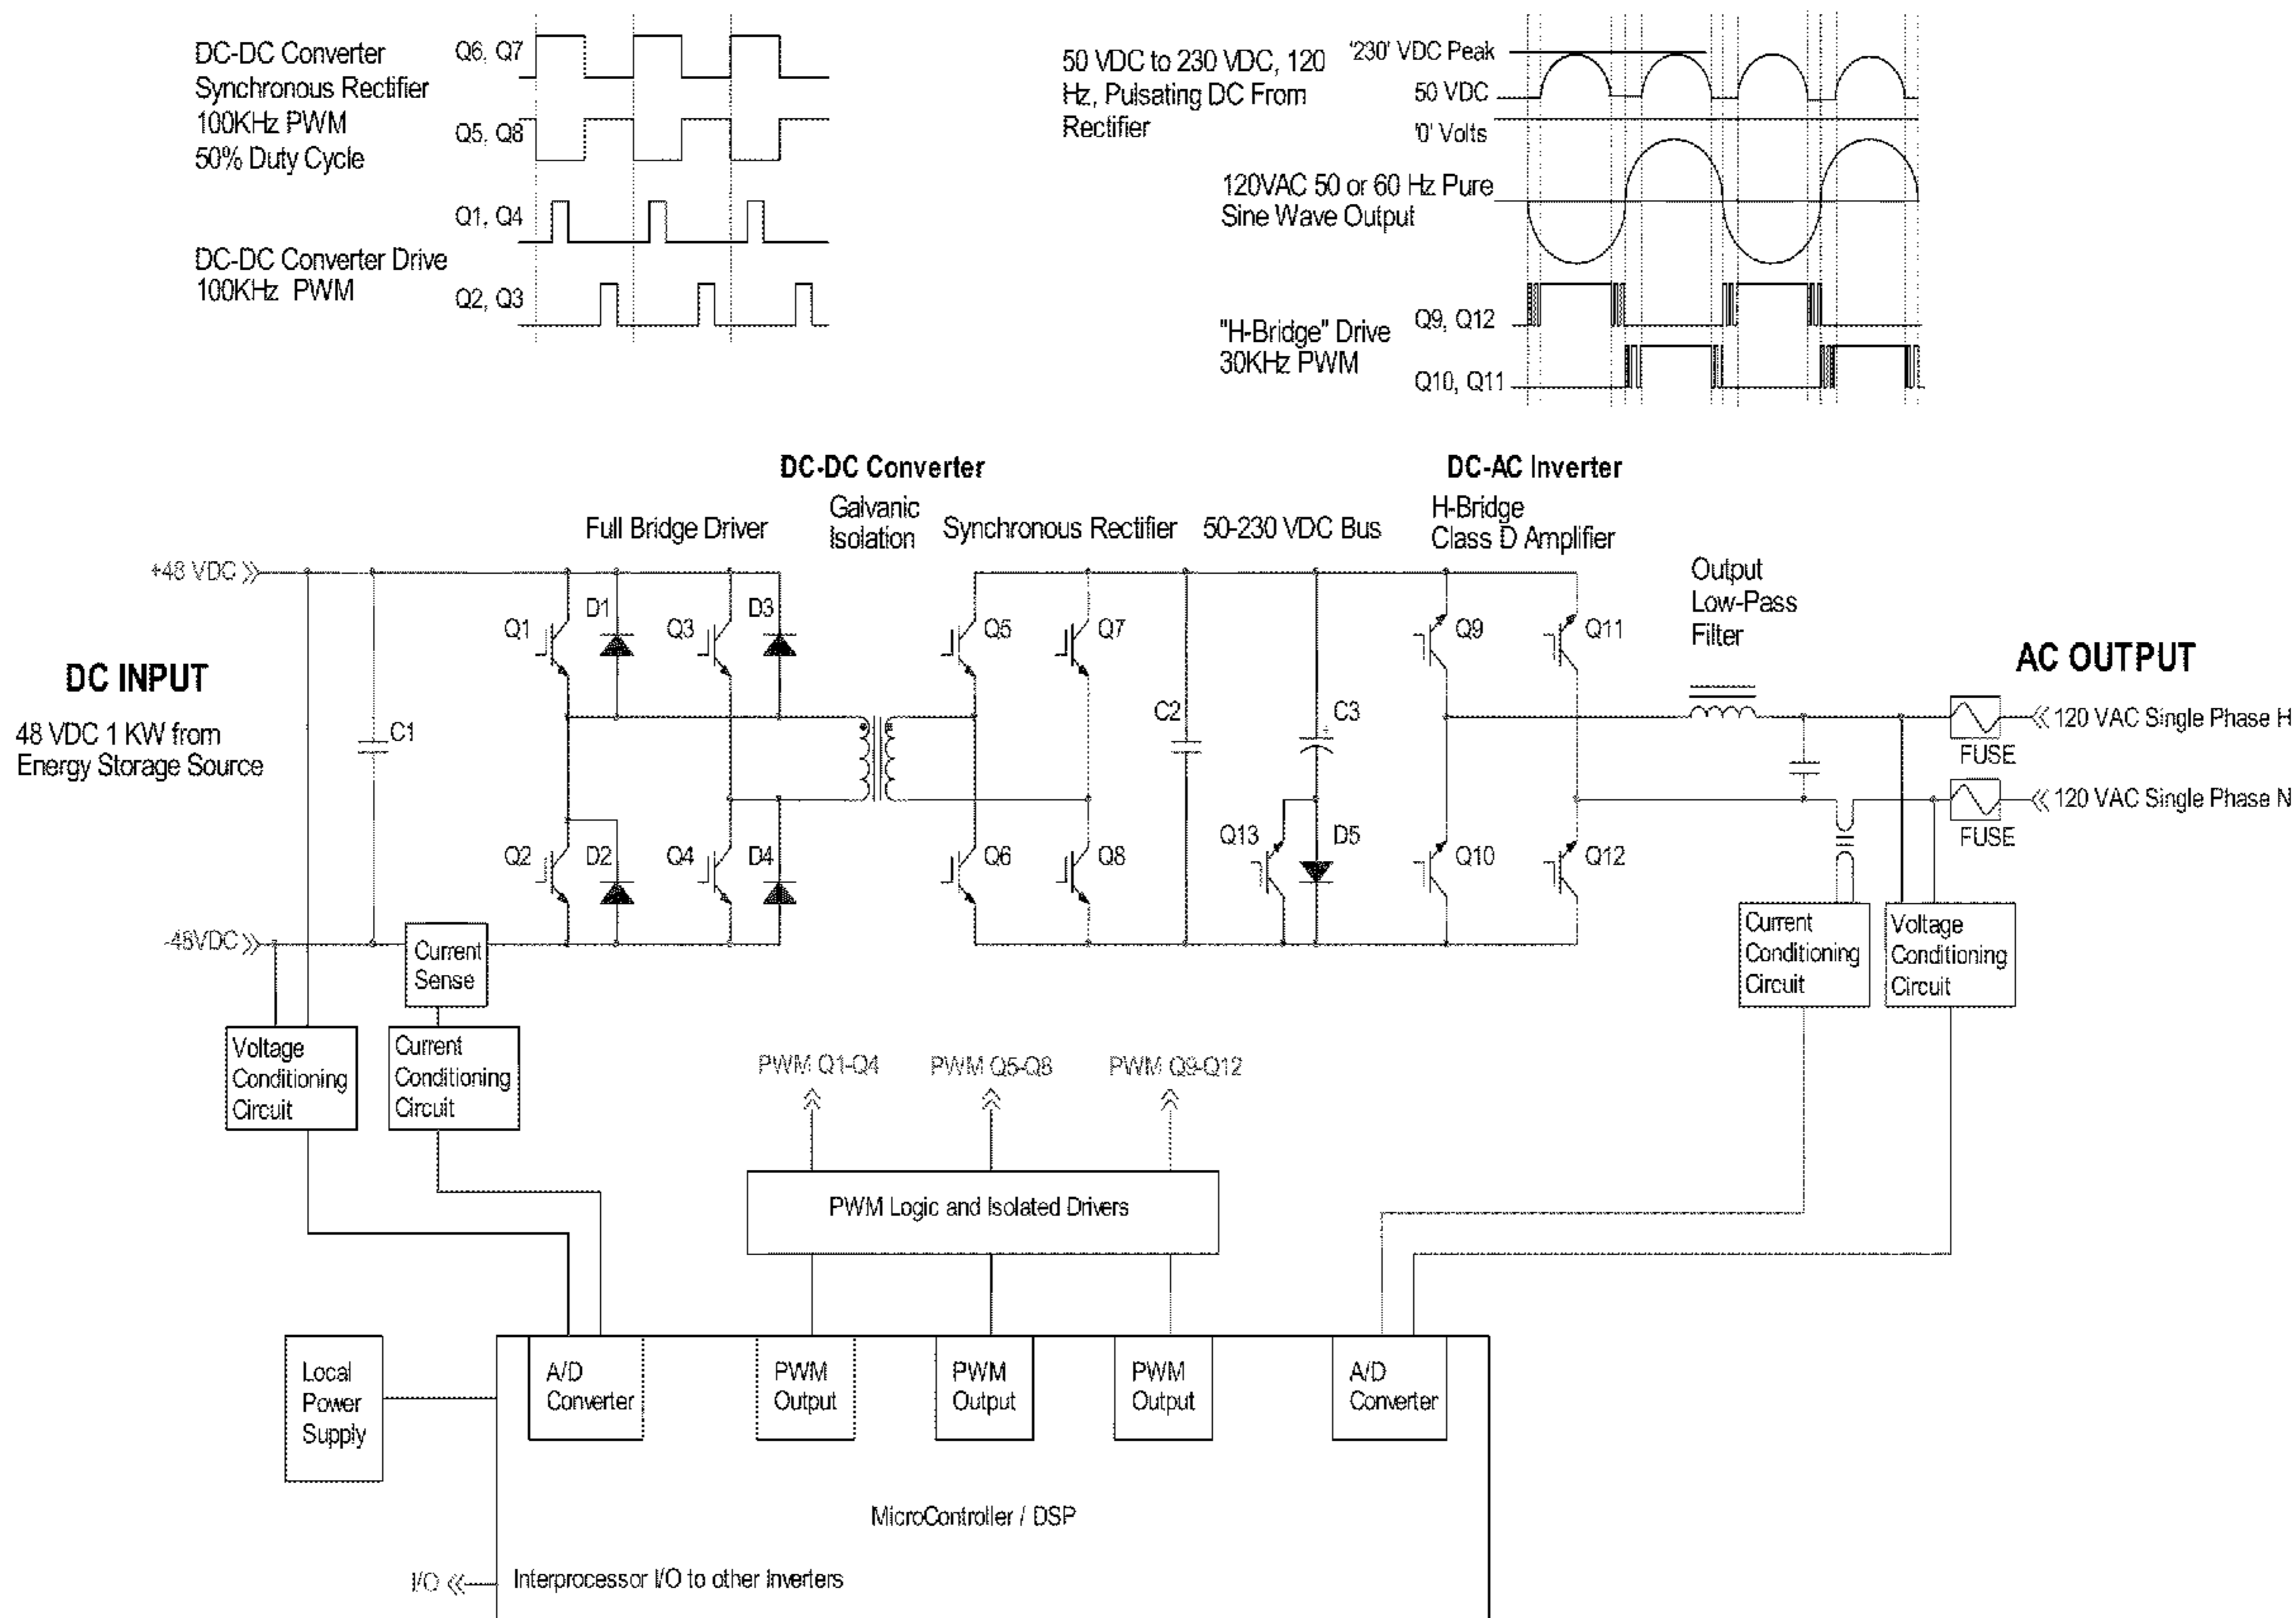 DC-DC Converter
Synchronous Rectifier
100KHz PWM
50% Duty Cycle
Q6, Q7
Q5, Q8
Q1, Q4
DC-DC Converter Drive
100KHz PWM
Q2, Q3
50 VDC to 230 VDC, 120
Hz, Pulsating DC From
Rectifier
'230' VDC Peak
50 VDC
'0' Volts
120VAC 50 or 60 Hz Pure
Sine Wave Output
"H-Bridge" Drive
30KHz PWM
Q9, Q12
Q10, Q11
DC-DC Converter
DC-AC Inverter
Full Bridge Driver
Galvanic
Isolation
Synchronous Rectifier
50-230 VDC Bus
H-Bridge
Class D Amplifier
+48 VDC
Output
Low-Pass
Filter
Q1
D1
Q3
D3
Q5
Q7
Q9
Q11
DC INPUT
48 VDC 1 KW from
Energy Storage Source
AC OUTPUT
C1
C2
C3
+
120 VAC Single Phase H
FUSE
120 VAC Single Phase N
FUSE
Q2
D2
Q4
D4
Q6
Q8
Q13
D5
Q10
Q12
-48VDC
Current
Sense
Current
Conditioning
Circuit
Voltage
Conditioning
Circuit
Voltage
Conditioning
Circuit
Current
Conditioning
Circuit
PWM Q1-Q4
PWM Q5-Q8
PWM Q9-Q12
PWM Logic and Isolated Drivers
Local
Power
Supply
A/D
Converter
PWM
Output
PWM
Output
PWM
Output
A/D
Converter
MicroController / DSP
I/O
Interprocessor I/O to other Inverters